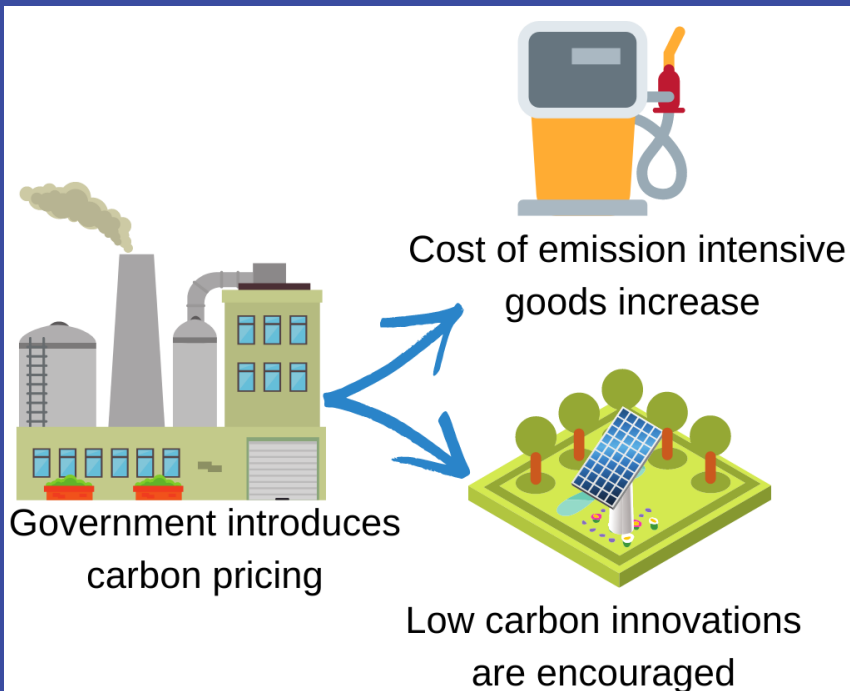 Cost of emission intensive
goods increase
Government introduces
carbon pricing
Low carbon innovations
are encouraged